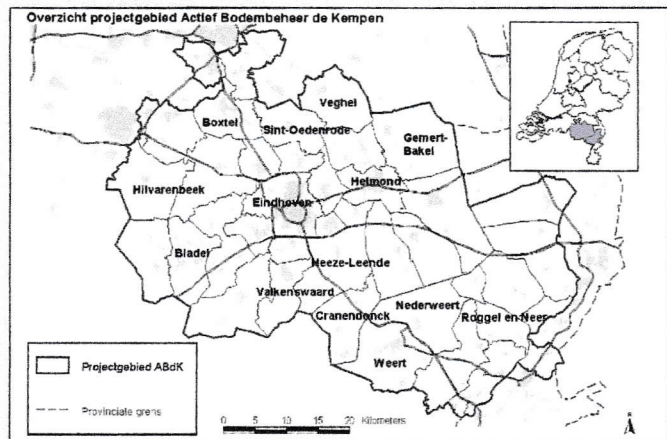 Overzicht projectgebied Actief Bodembeheer de Kempen
Veghel
Boxtel
Sint-Oedenrode
Gemert-
Bakel
Helmond
Hilvarenbeek
Eindhoven
Bladel
Heeze-Leende
Valkenswaard
Nederweert
Cranendonck
Roggel en Neer
Weert
Projectgebied ABdK
Provinciale grens
0 5 10 15 20 Kilometers